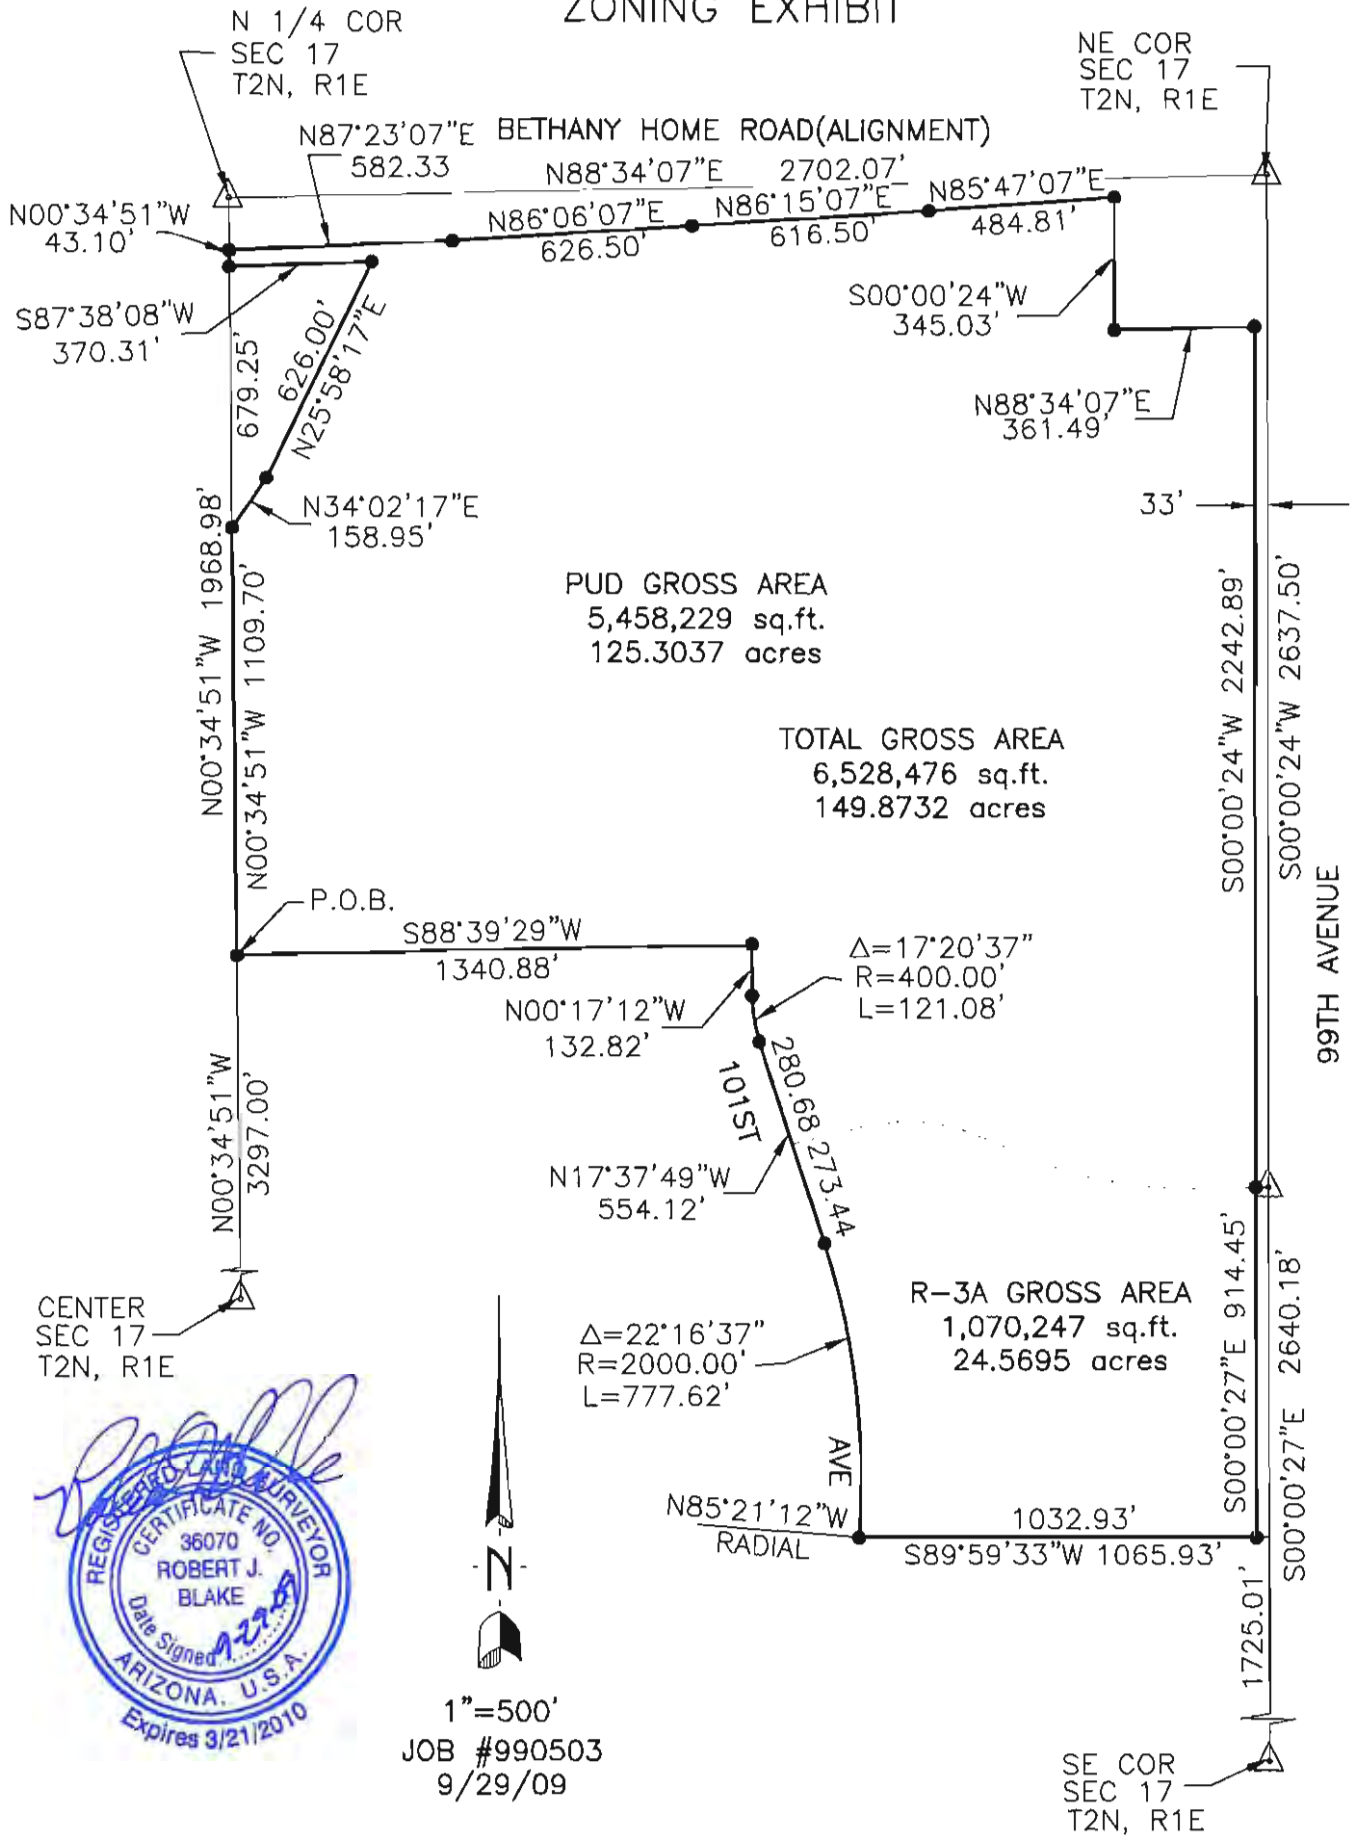 ZONING EXHIBIT
N 1/4 COR
SEC 17
T2N, R1E
NE COR
SEC 17
T2N, R1E
N87°23'07"E
582.33
BETHANY HOME ROAD(ALIGNMENT)
N88°34'07"E 2702.07'
N00°34'51"W
43.10'
N86°06'07"E
626.50'
N86°15'07"E
616.50'
N85°47'07"E
484.81'
S87°38'08"W
370.31'
S00°00'24"W
345.03'
679.25'
626.00'
N25°58'17"E
N88°34'07"E
361.49'
N34°02'17"E
158.95'
33'
N00°34'51"W 1968.98'
N00°34'51"W 1109.70'
PUD GROSS AREA
5,458,229 sq.ft.
125.3037 acres
TOTAL GROSS AREA
6,528,476 sq.ft.
149.8732 acres
S00°00'24"W 2242.89'
S00°00'24"W 2637.50'
99TH AVENUE
P.O.B.
S88°39'29"W
1340.88'
N00°17'12"W
132.82'
Δ=17°20'37"
R=400.00'
L=121.08'
N00°34'51"W
3297.00'
101ST
280.68
273.44
N17°37'49"W
554.12'
CENTER
SEC 17
T2N, R1E
Δ=22°16'37"
R=2000.00'
L=777.62'
R-3A GROSS AREA
1,070,247 sq.ft.
24.5695 acres
S00°00'27"E 914.45'
S00°00'27"E 2640.18'
AVE
N85°21'12"W
RADIAL
1032.93'
S89°59'33"W 1065.93'
1725.01'
REGISTERED LAND SURVEYOR
CERTIFICATE NO.
36070
ROBERT J.
BLAKE
Date Signed 9-29-09
ARIZONA, U.S.A.
Expires 3/21/2010
N
1"=500'
JOB #990503
9/29/09
SE COR
SEC 17
T2N, R1E